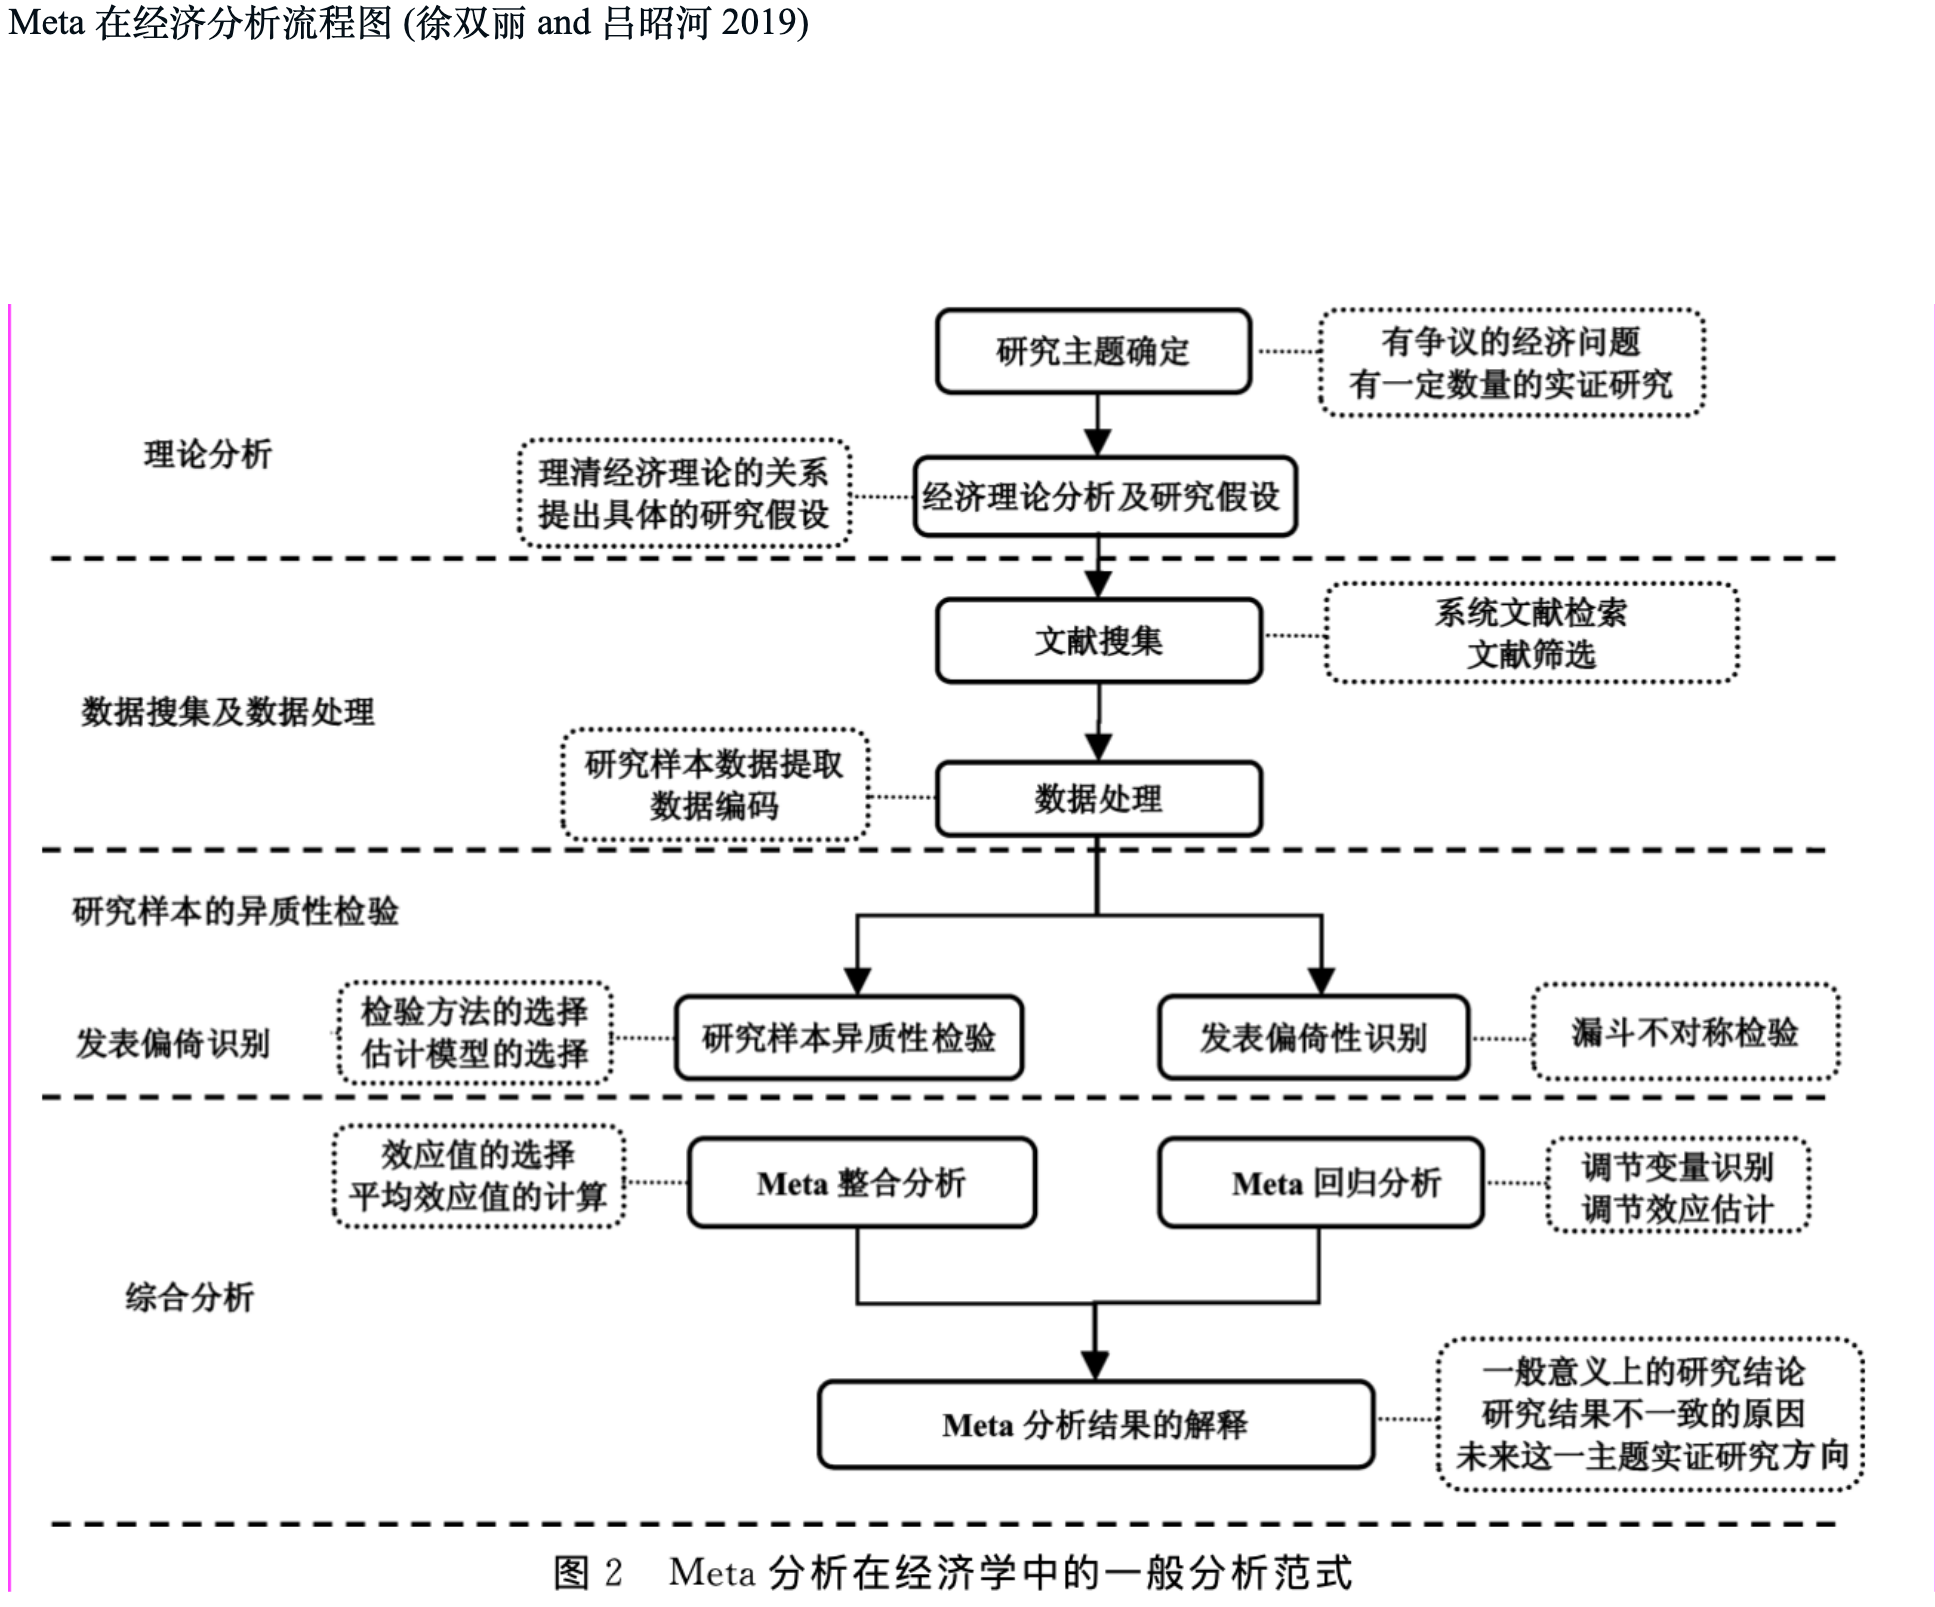 Meta 在经济分析流程图 (徐双丽 and 吕昭河 2019)
研究主题确定
有争议的经济问题
有一定数量的实证研究
理论分析
理清经济理论的关系
提出具体的研究假设
经济理论分析及研究假设
文献搜集
系统文献检索
文献筛选
数据搜集及数据处理
研究样本数据提取
数据编码
数据处理
研究样本的异质性检验
发表偏倚识别
检验方法的选择
估计模型的选择
研究样本异质性检验
发表偏倚性识别
漏斗不对称检验
效应值的选择
平均效应值的计算
Meta 整合分析
Meta 回归分析
调节变量识别
调节效应估计
综合分析
Meta 分析结果的解释
一般意义上的研究结论
研究结果不一致的原因
未来这一主题实证研究方向
图 2 Meta 分析在经济学中的一般分析范式